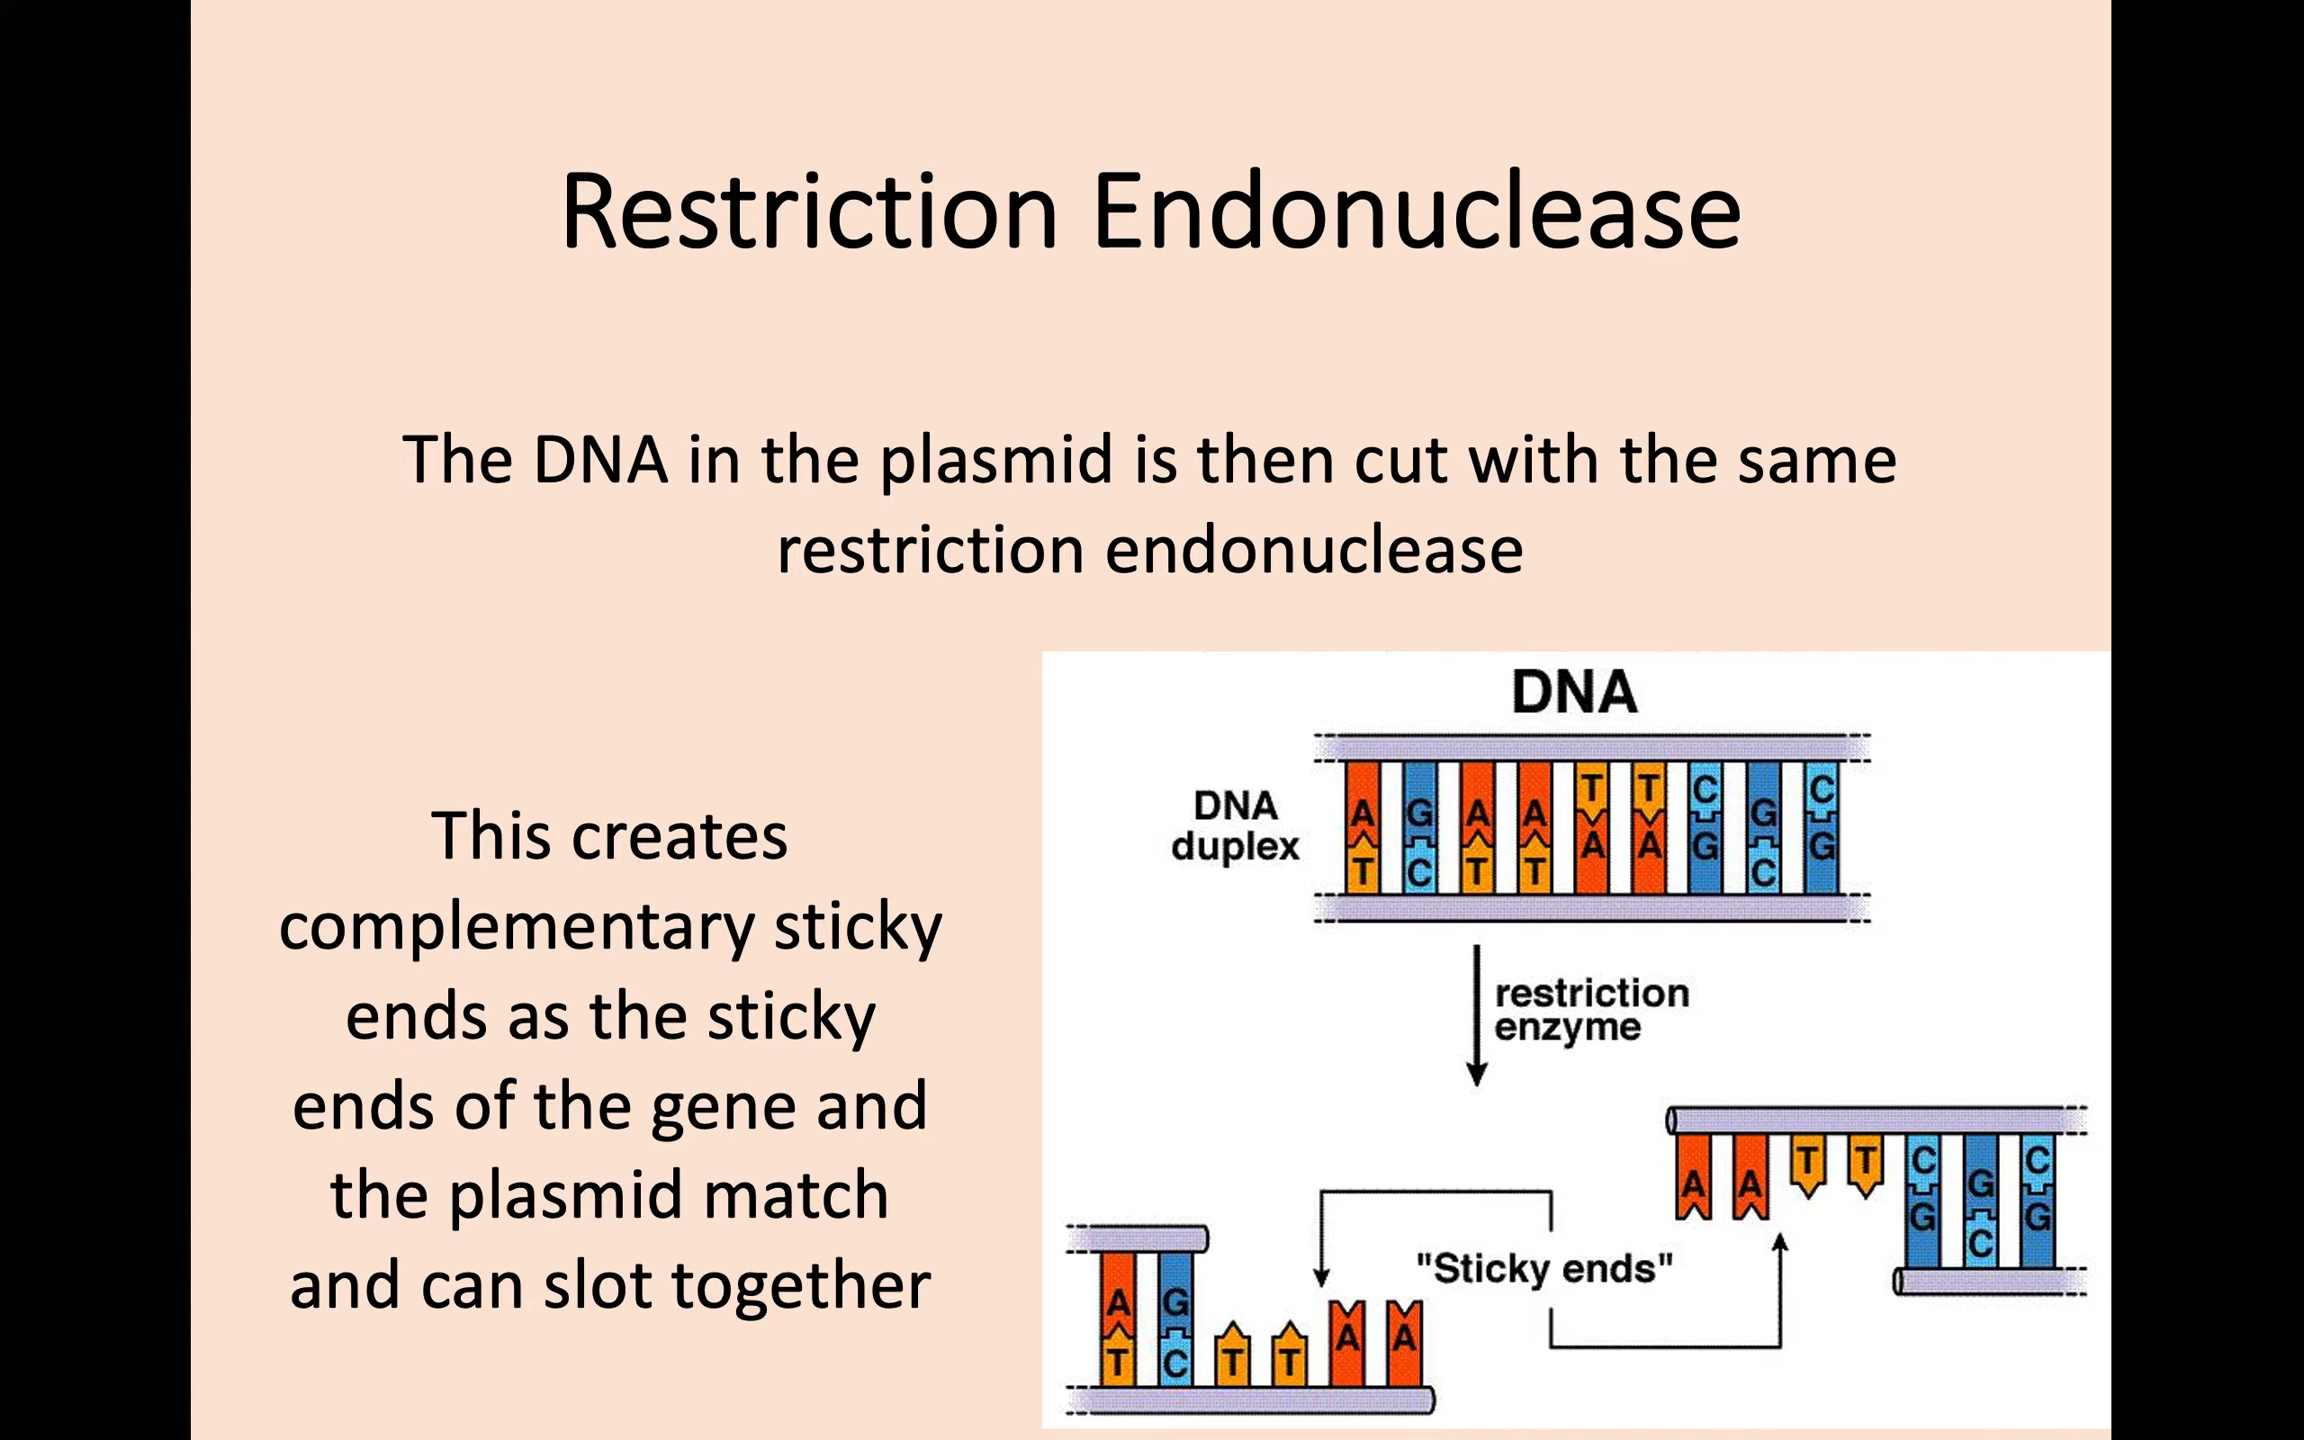 Restriction Endonuclease
The DNA in the plasmid is then cut with the same
restriction endonuclease
This creates
complementary sticky
ends as the sticky
ends of the gene and
the plasmid match
and can slot together
DNA
DNA
duplex
A G A A T T C G C
T C T T A A G C G
restriction
enzyme
A A T T C G C
G C G
"Sticky ends"
A G
T C T T A A